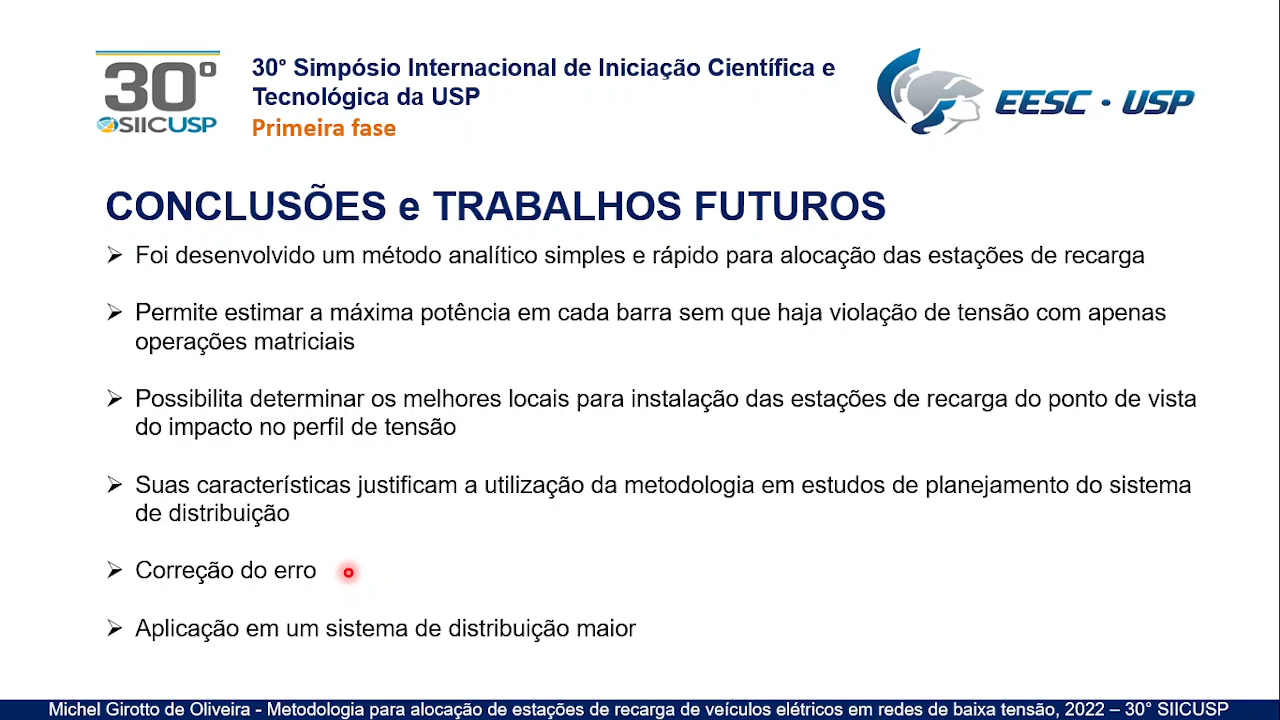 30º
SIICUSP
30° Simpósio Internacional de Iniciação Científica e
Tecnológica da USP
Primeira fase
EESC · USP
CONCLUSÕES e TRABALHOS FUTUROS
➢ Foi desenvolvido um método analítico simples e rápido para alocação das estações de recarga
➢ Permite estimar a máxima potência em cada barra sem que haja violação de tensão com apenas
operações matriciais
➢ Possibilita determinar os melhores locais para instalação das estações de recarga do ponto de vista
do impacto no perfil de tensão
➢ Suas características justificam a utilização da metodologia em estudos de planejamento do sistema
de distribuição
➢ Correção do erro
➢ Aplicação em um sistema de distribuição maior
Michel Girotto de Oliveira - Metodologia para alocação de estações de recarga de veículos elétricos em redes de baixa tensão, 2022 – 30° SIICUSP